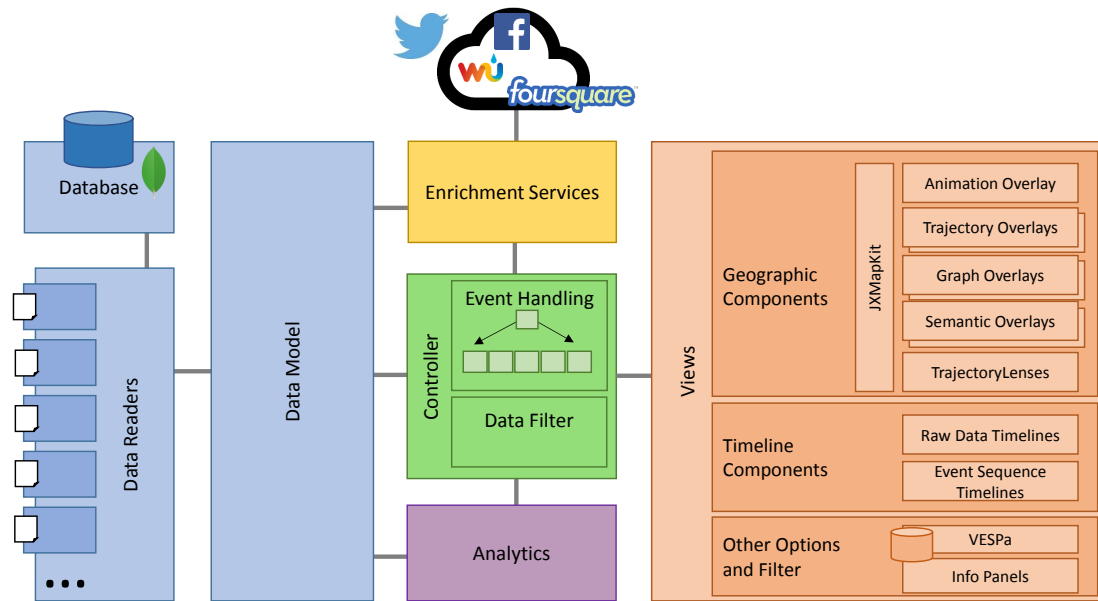 f
wu
foursquare™
Database
Data Readers
...
Data Model
Enrichment Services
Controller
Event Handling
Data Filter
Analytics
Views
Geographic
Components
JXMapKit
Animation Overlay
Trajectory Overlays
Graph Overlays
Semantic Overlays
TrajectoryLenses
Timeline
Components
Raw Data Timelines
Event Sequence
Timelines
Other Options
and Filter
VESPa
Info Panels